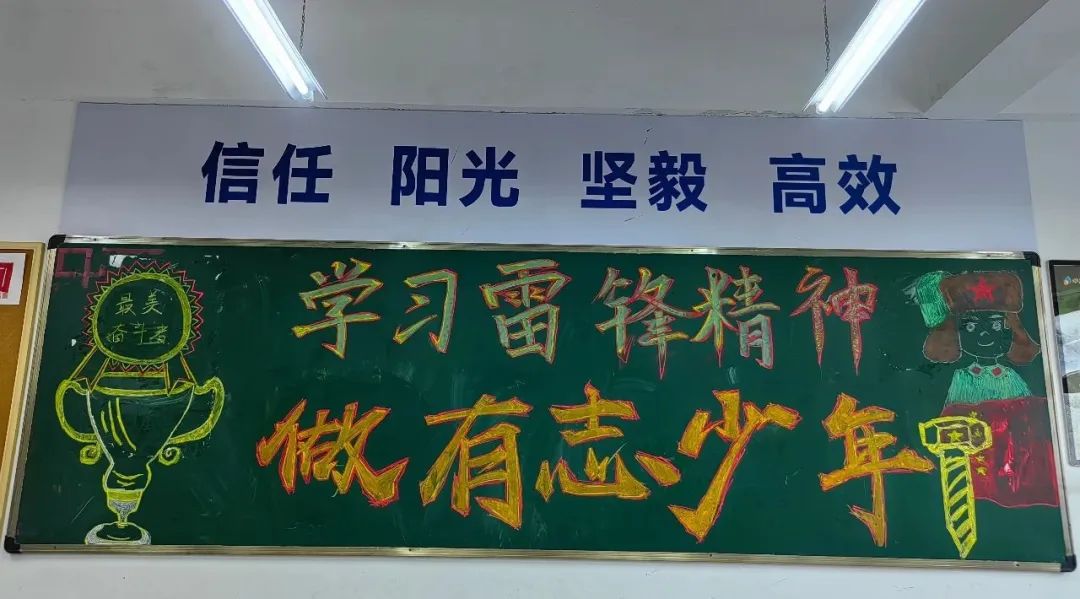 信任 阳光 坚毅 高效
最美
奋斗者
学习雷锋精神
做有志少年